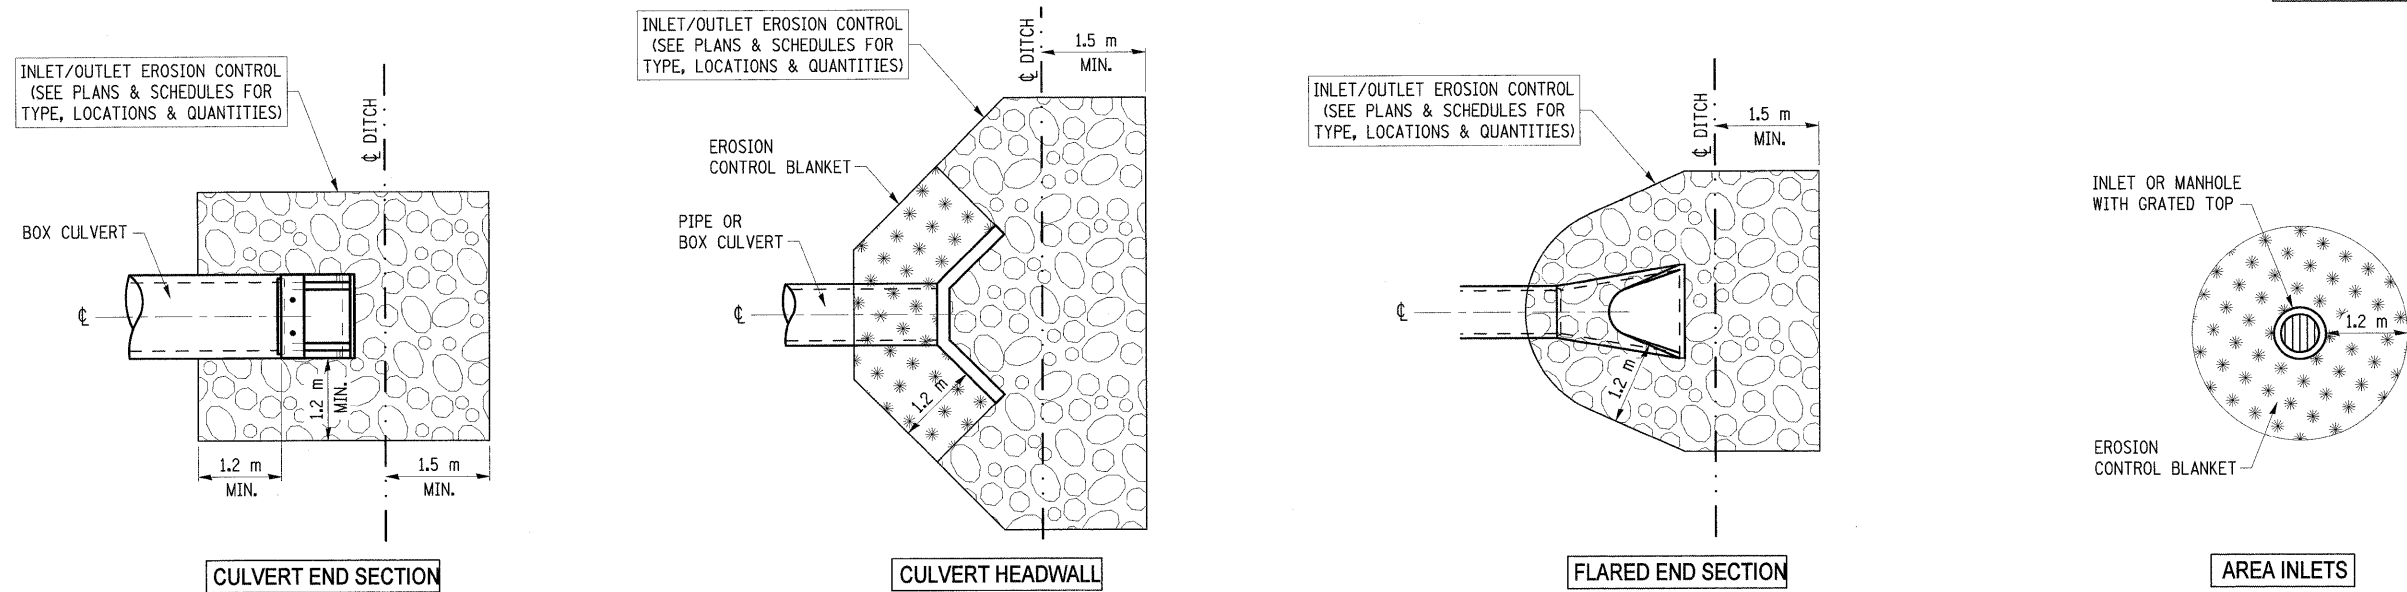 INLET/OUTLET EROSION CONTROL
(SEE PLANS & SCHEDULES FOR
TYPE, LOCATIONS & QUANTITIES)
℄ DITCH
BOX CULVERT
℄
1.2 m
MIN.
1.2 m
MIN.
1.5 m
MIN.
CULVERT END SECTION
INLET/OUTLET EROSION CONTROL
(SEE PLANS & SCHEDULES FOR
TYPE, LOCATIONS & QUANTITIES)
℄ DITCH
1.5 m
MIN.
EROSION
CONTROL BLANKET
PIPE OR
BOX CULVERT
℄
1.2 m
CULVERT HEADWALL
INLET/OUTLET EROSION CONTROL
(SEE PLANS & SCHEDULES FOR
TYPE, LOCATIONS & QUANTITIES)
℄ DITCH
1.5 m
MIN.
℄
1.2 m
FLARED END SECTION
INLET OR MANHOLE
WITH GRATED TOP
1.2 m
EROSION
CONTROL BLANKET
AREA INLETS